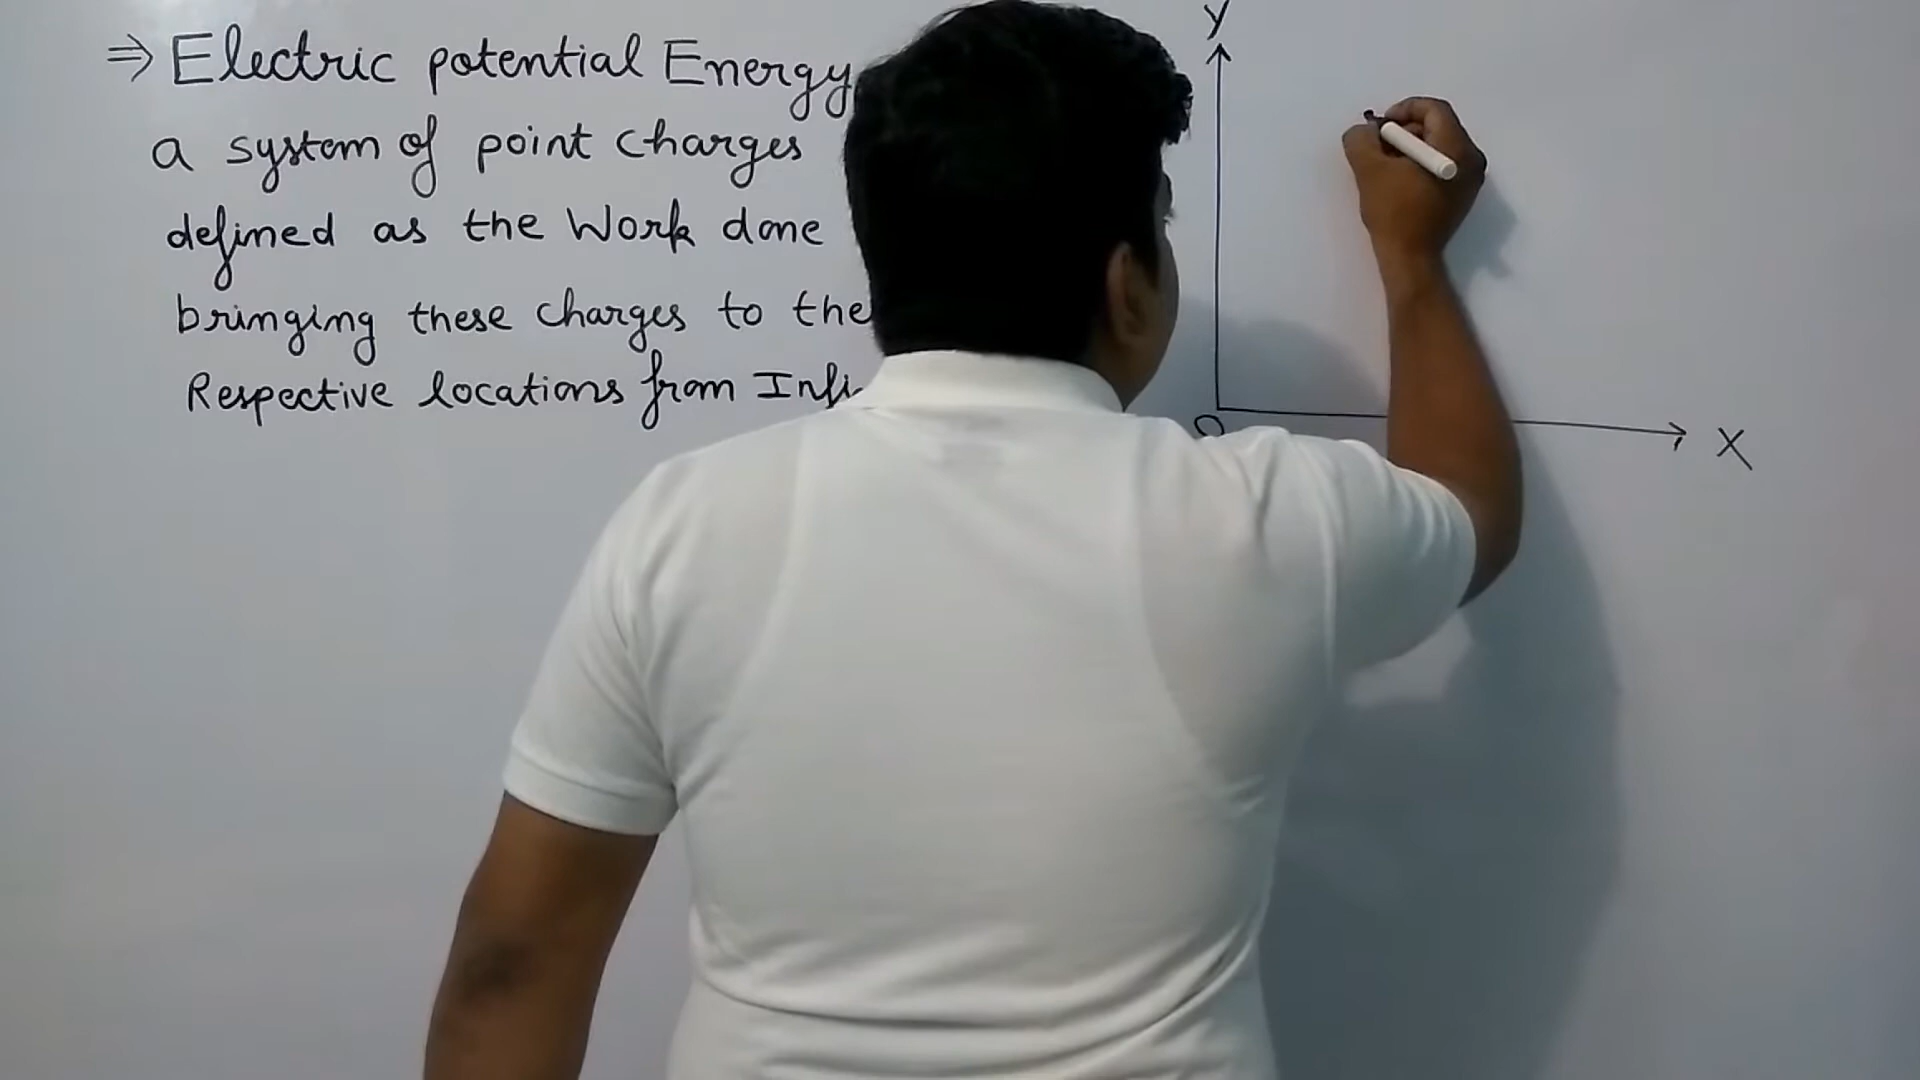 ⇒ Electric potential Energy
a system of point charges
defined as the Work done
bringing these charges to the
Respective locations from
Y
O
X